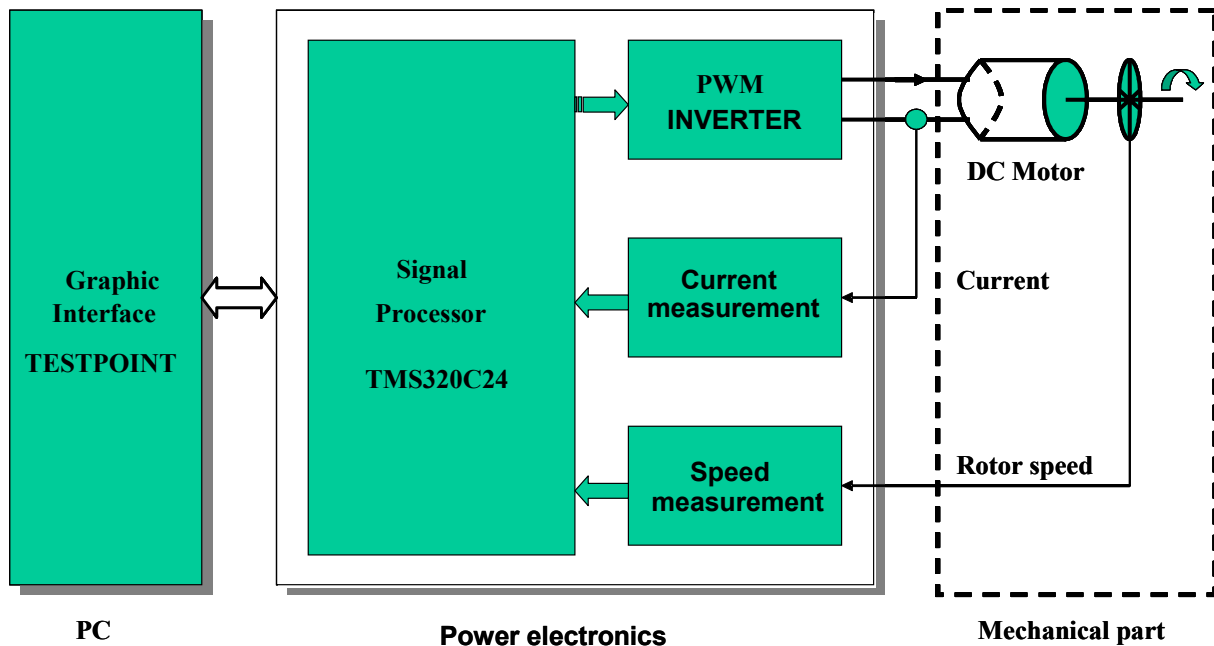 Graphic
Interface
TESTPOINT
PC
Signal
Processor
TMS320C24
PWM
INVERTER
Current
measurement
Speed
measurement
Power electronics
DC Motor
Current
Rotor speed
Mechanical part